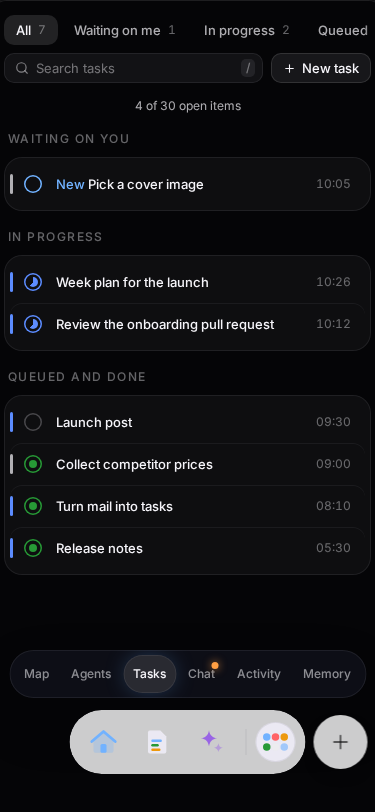 All 7 Waiting on me 1 In progress 2 Queued
Search tasks / + New task
4 of 30 open items
WAITING ON YOU
New Pick a cover image 10:05
IN PROGRESS
Week plan for the launch 10:26
Review the onboarding pull request 10:12
QUEUED AND DONE
Launch post 09:30
Collect competitor prices 09:00
Turn mail into tasks 08:10
Release notes 05:30
Map Agents Tasks Chat Activity Memory